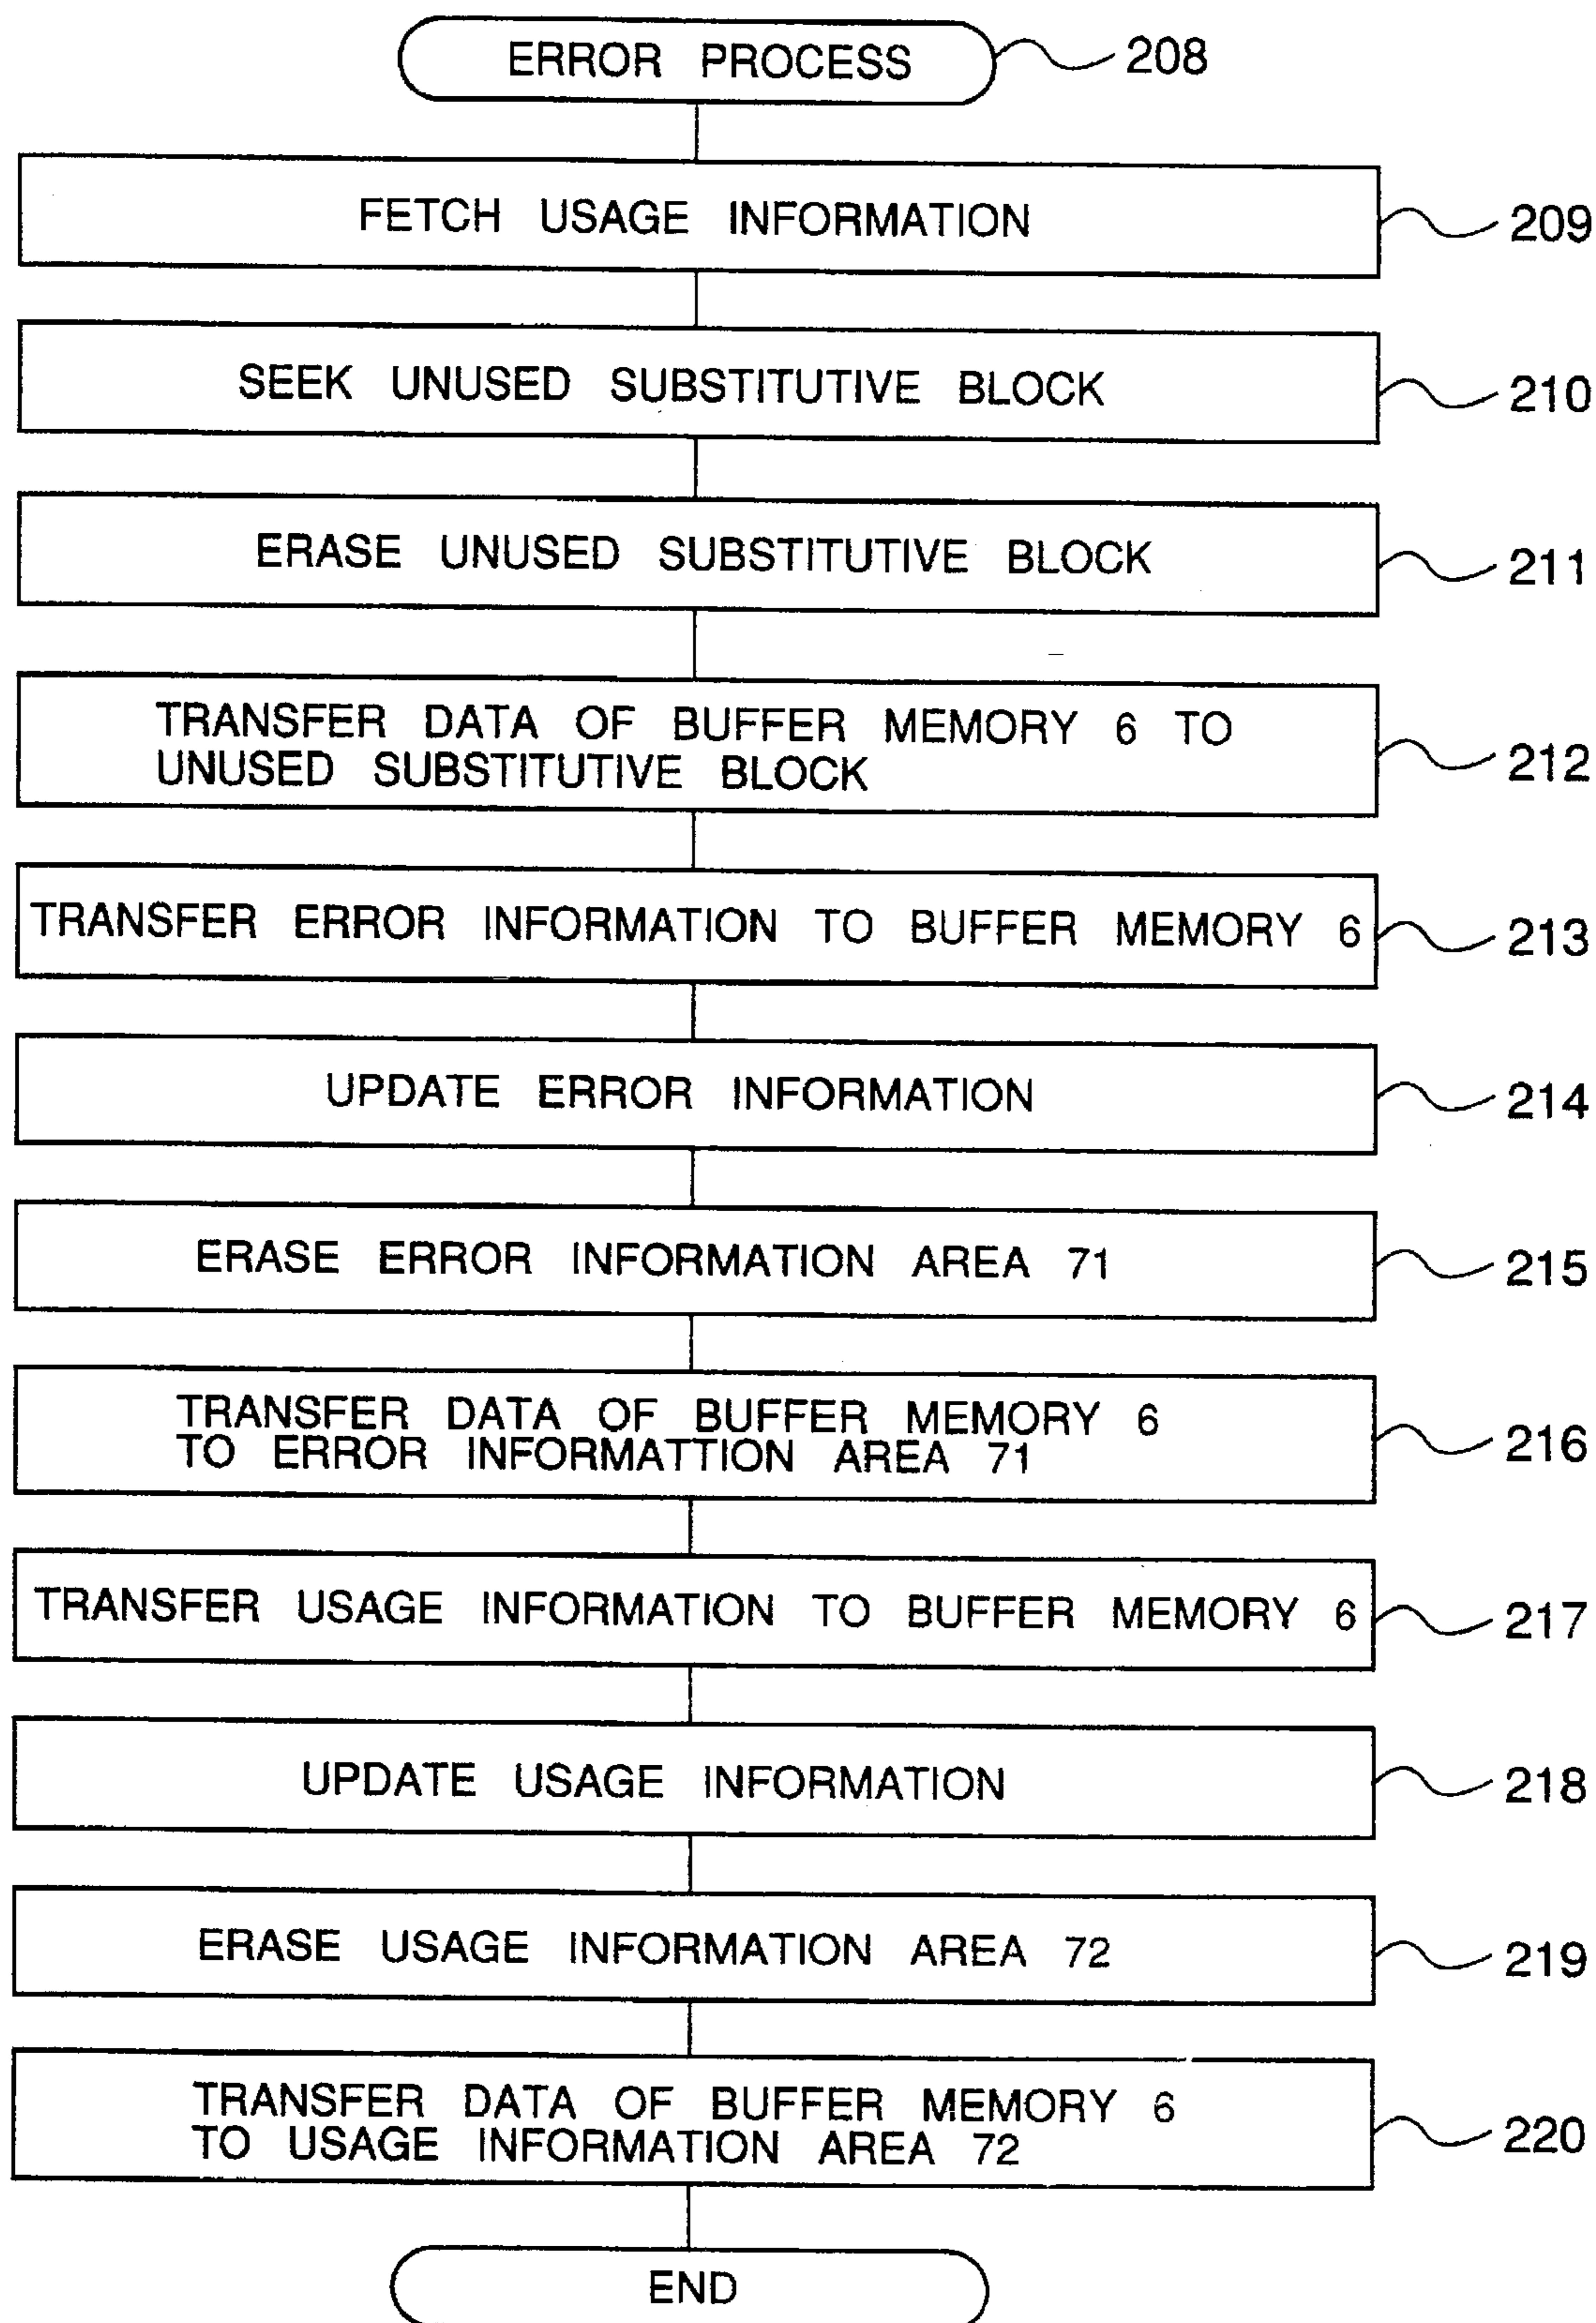 ERROR PROCESS 208
FETCH USAGE INFORMATION 209
SEEK UNUSED SUBSTITUTIVE BLOCK 210
ERASE UNUSED SUBSTITUTIVE BLOCK 211
TRANSFER DATA OF BUFFER MEMORY 6 TO
UNUSED SUBSTITUTIVE BLOCK 212
TRANSFER ERROR INFORMATION TO BUFFER MEMORY 6 213
UPDATE ERROR INFORMATION 214
ERASE ERROR INFORMATION AREA 71 215
TRANSFER DATA OF BUFFER MEMORY 6
TO ERROR INFORMATTION AREA 71 216
TRANSFER USAGE INFORMATION TO BUFFER MEMORY 6 217
UPDATE USAGE INFORMATION 218
ERASE USAGE INFORMATION AREA 72 219
TRANSFER DATA OF BUFFER MEMORY 6
TO USAGE INFORMATION AREA 72 220
END